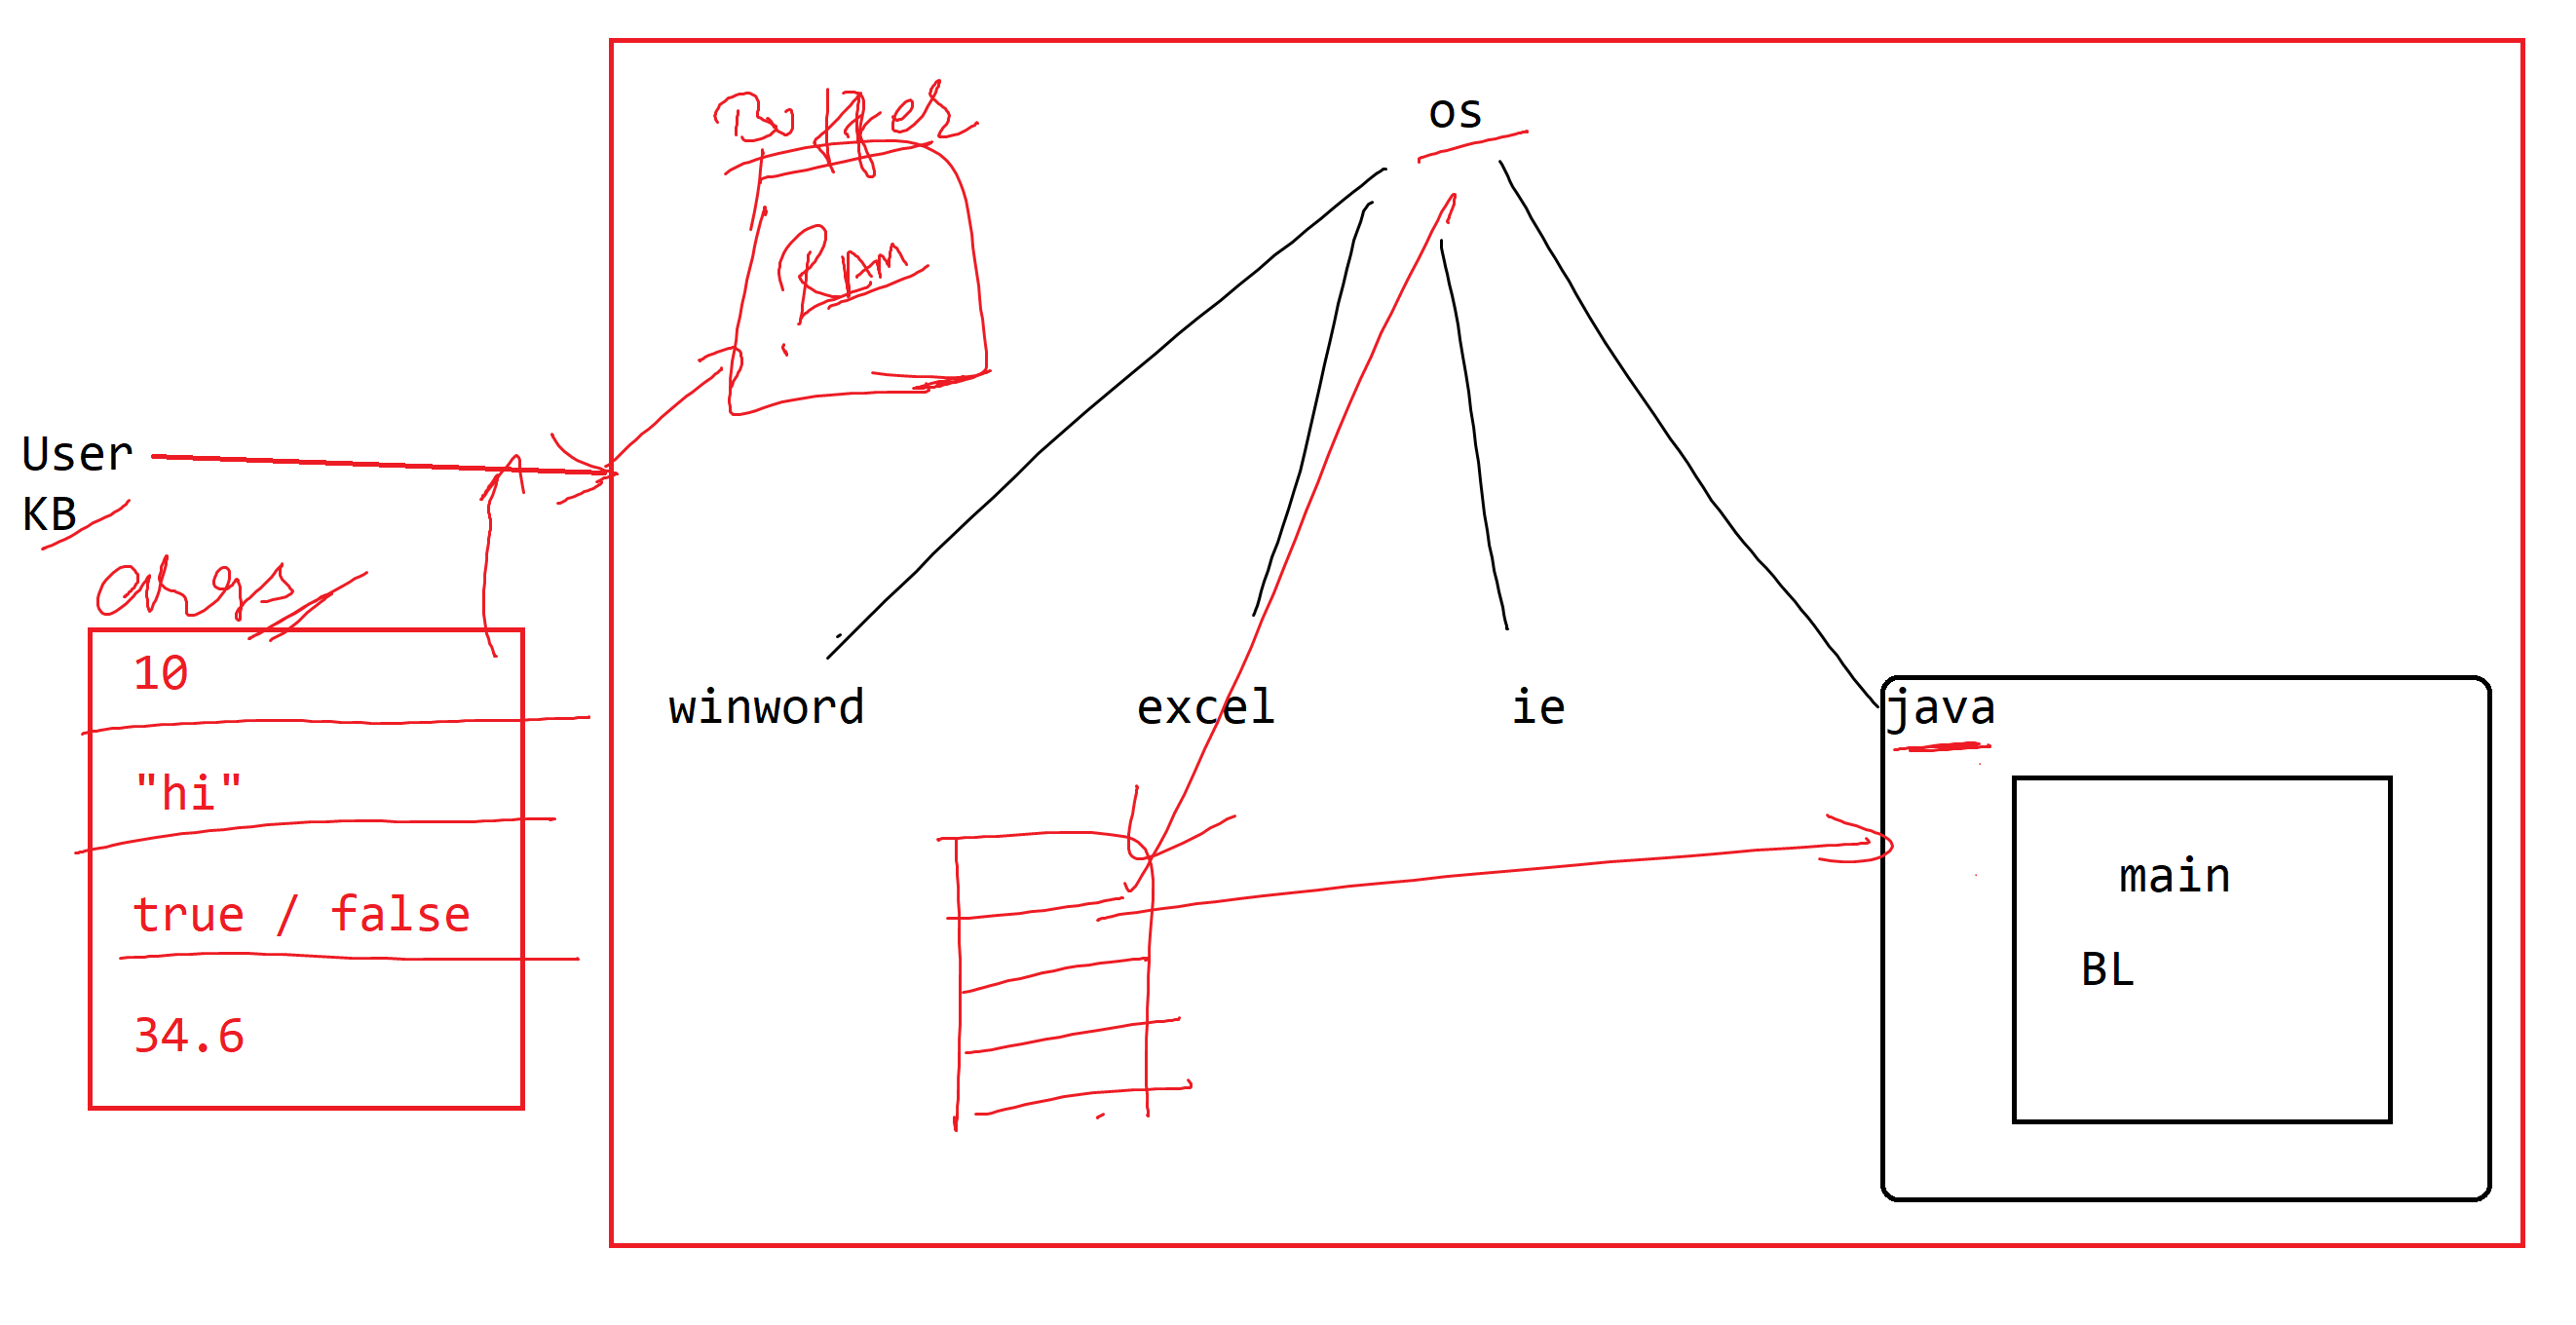 Buffer
os
RAM
User
KB
args
10
"hi"
true / false
34.6
winword
excel
ie
java
main
BL